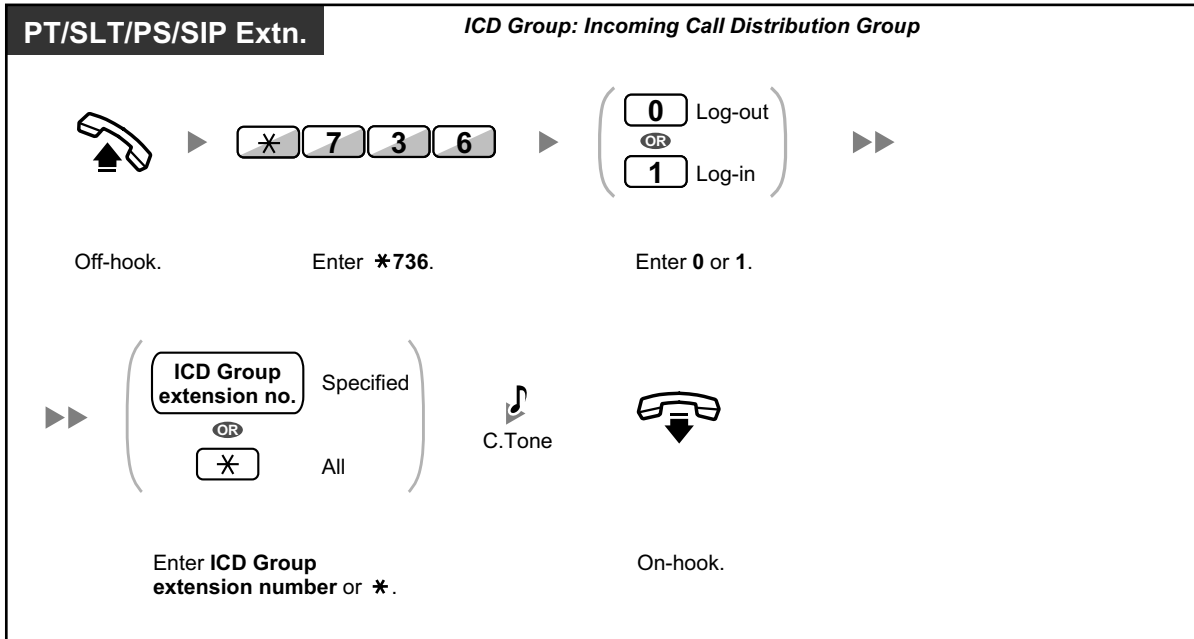 PT/SLT/PS/SIP Extn.
ICD Group: Incoming Call Distribution Group
* 7 3 6
0 Log-out
OR
1 Log-in
Off-hook.
Enter *736.
Enter 0 or 1.
ICD Group
extension no.
Specified
OR
* All
C.Tone
Enter ICD Group
extension number or *.
On-hook.